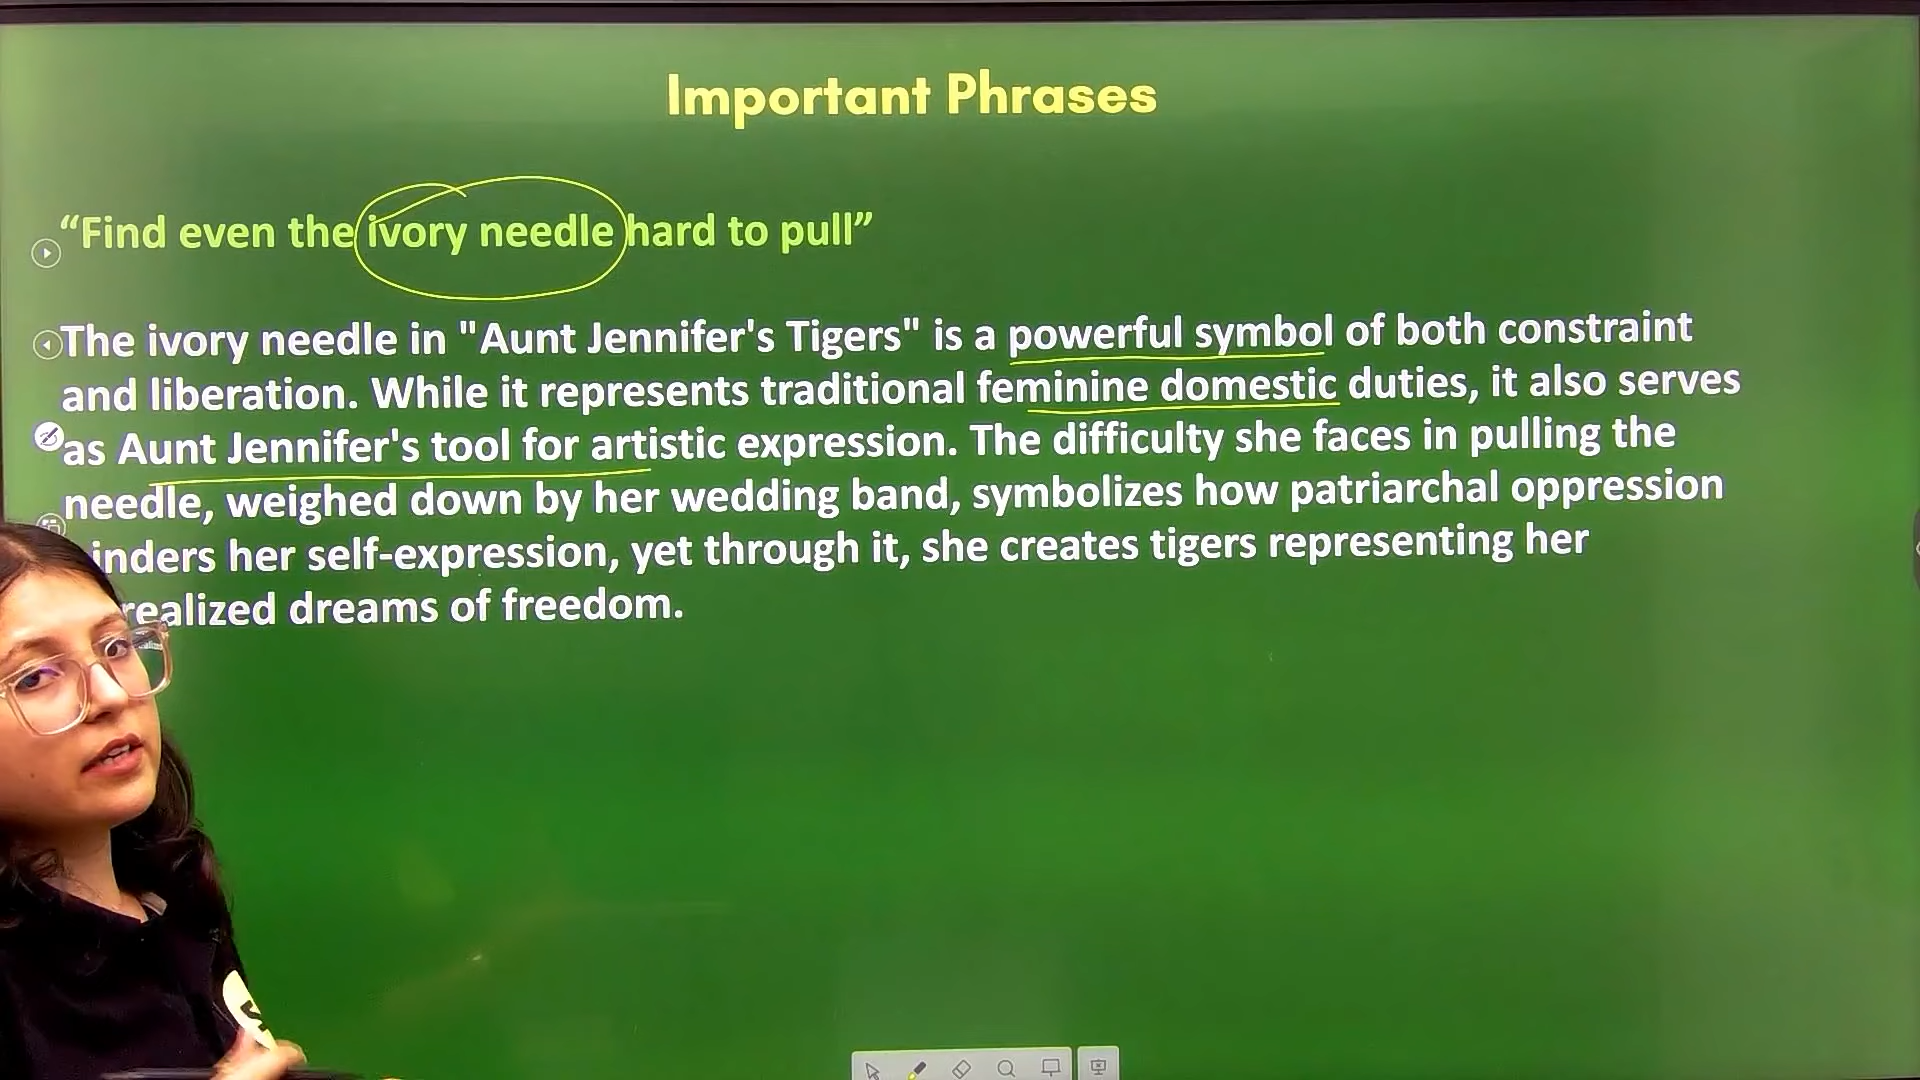 Important Phrases
“Find even the ivory needle hard to pull”
The ivory needle in "Aunt Jennifer's Tigers" is a powerful symbol of both constraint
and liberation. While it represents traditional feminine domestic duties, it also serves
as Aunt Jennifer's tool for artistic expression. The difficulty she faces in pulling the
needle, weighed down by her wedding band, symbolizes how patriarchal oppression
inders her self-expression, yet through it, she creates tigers representing her
realized dreams of freedom.